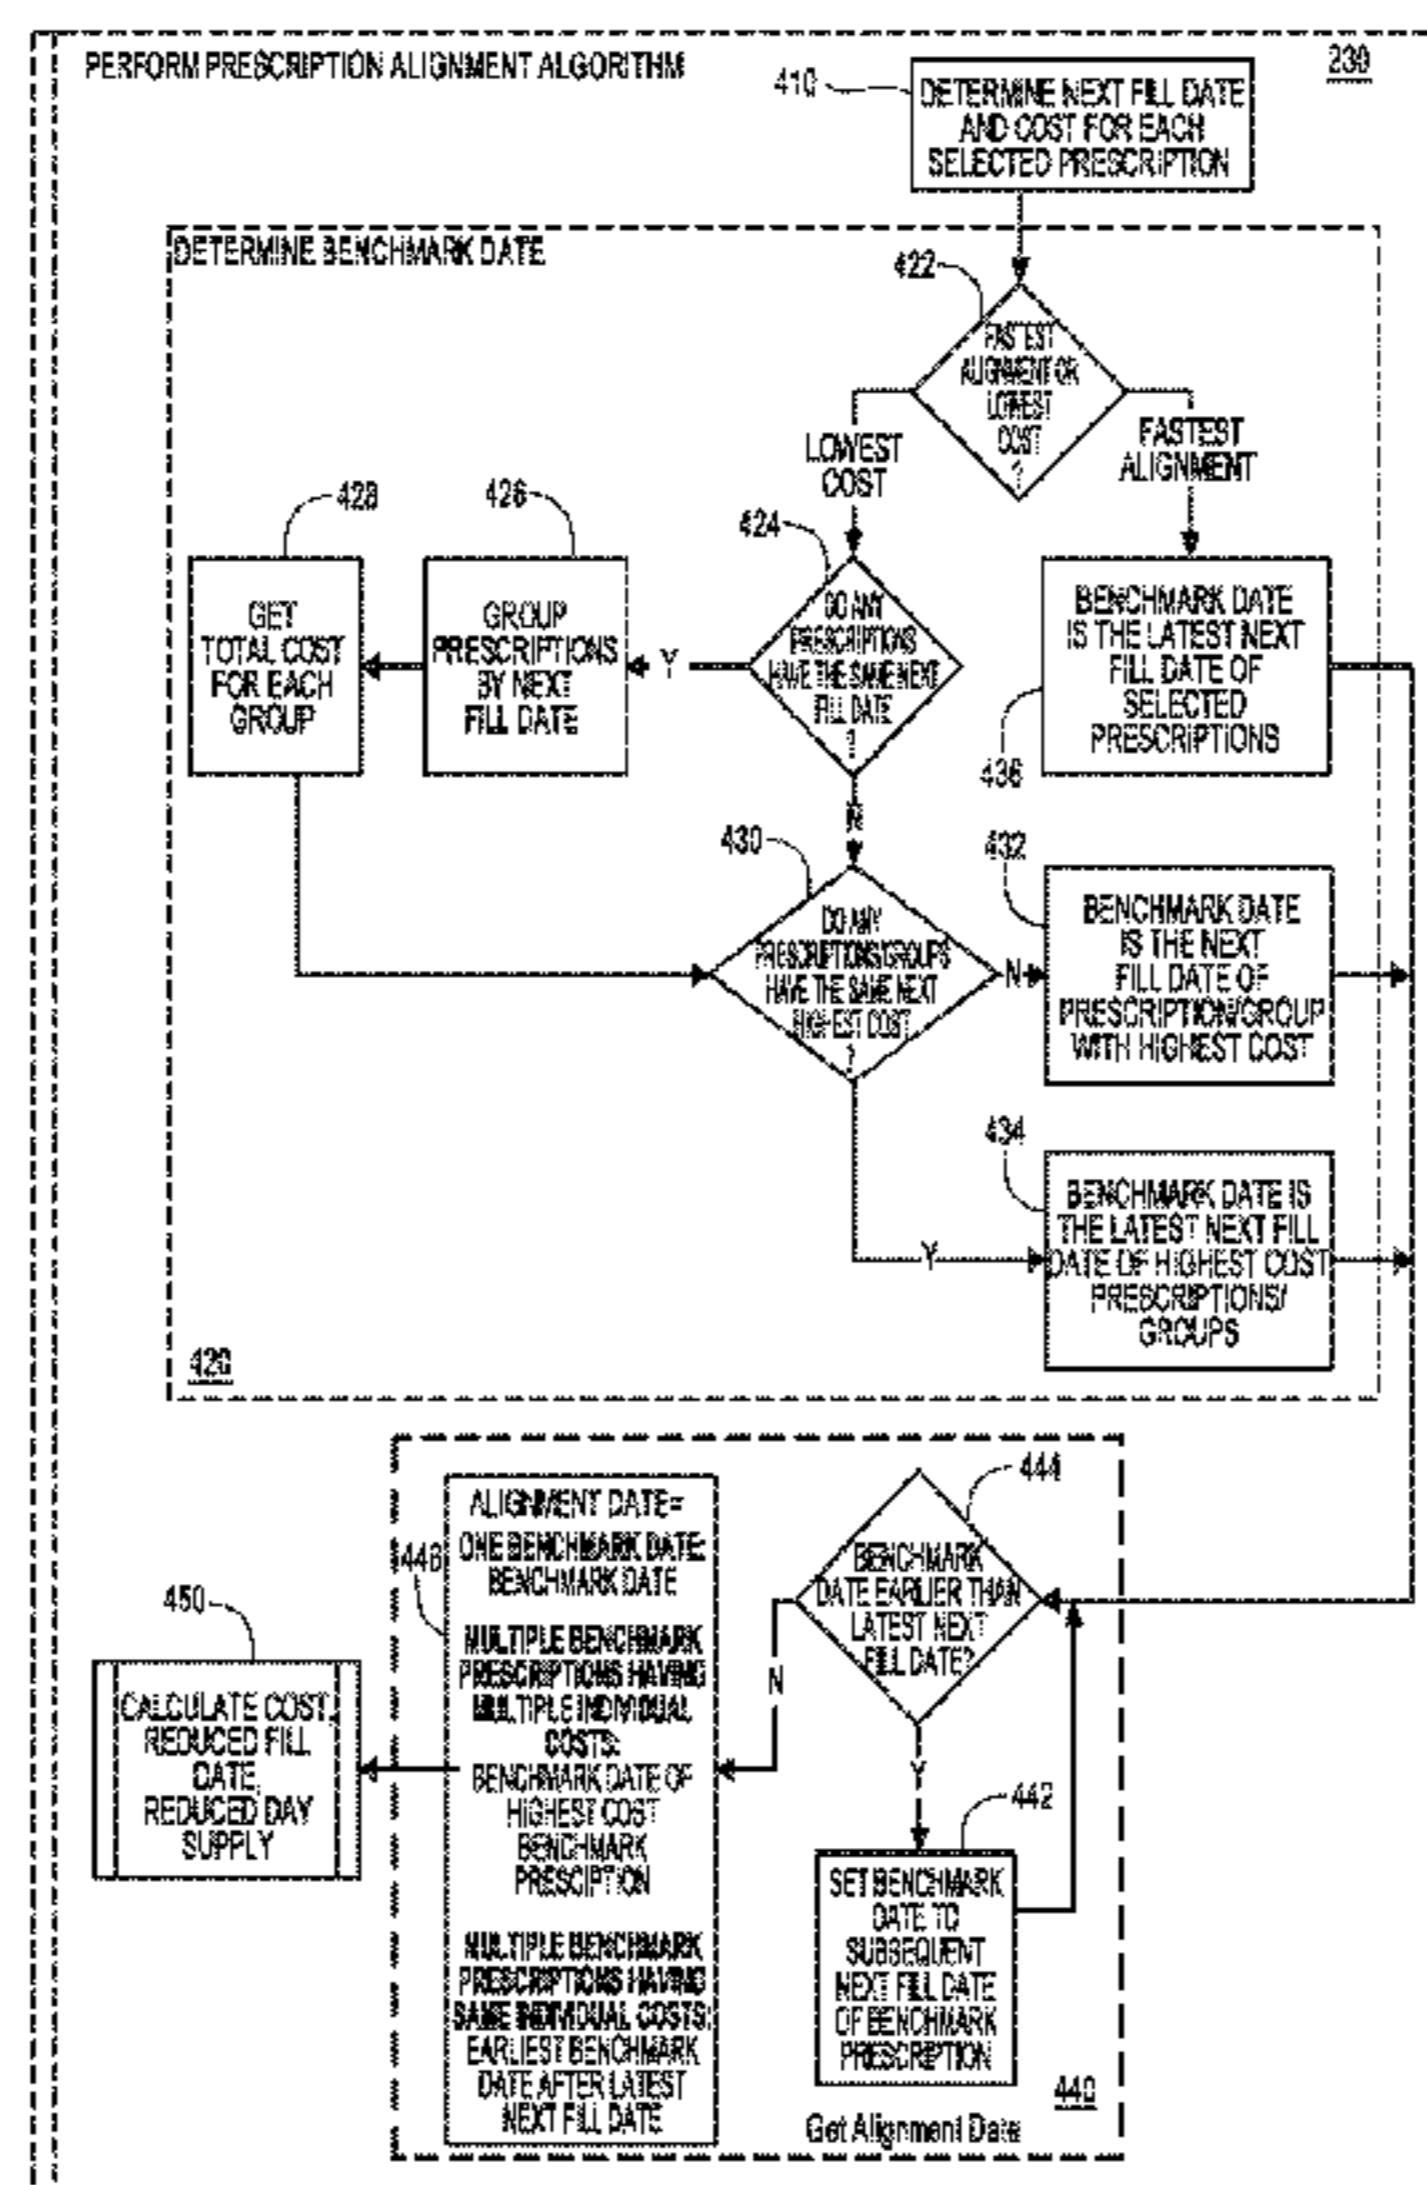 PERFORM PRESCRIPTION ALIGNMENT ALGORITHM
230
410
DETERMINE NEXT FILL DATE
AND COST FOR EACH
SELECTED PRESCRIPTION
DETERMINE BENCHMARK DATE
422
FASTEST
ALIGNMENT OR
LOWEST
COST
?
LOWEST
COST
FASTEST
ALIGNMENT
428
GET
TOTAL COST
FOR EACH
GROUP
426
GROUP
PRESCRIPTIONS
BY NEXT
FILL DATE
Y
424
DO ANY
PRESCRIPTIONS
HAVE THE SAME NEXT
FILL DATE
?
N
BENCHMARK DATE
IS THE LATEST NEXT
FILL DATE OF
SELECTED
PRESCRIPTIONS
436
430
DO ANY
PRESCRIPTIONS/GROUPS
HAVE THE SAME NEXT
HIGHEST COST
?
N
432
BENCHMARK DATE
IS THE NEXT
FILL DATE OF
PRESCRIPTION/GROUP
WITH HIGHEST COST
Y
434
BENCHMARK DATE IS
THE LATEST NEXT FILL
DATE OF HIGHEST COST
PRESCRIPTIONS/
GROUPS
420
444
BENCHMARK
DATE EARLIER THAN
LATEST NEXT
FILL DATE?
N
Y
442
SET BENCHMARK
DATE TO
SUBSEQUENT
NEXT FILL DATE
OF BENCHMARK
PRESCRIPTION
440
Get Alignment Date
446
ALIGNMENT DATE=
ONE BENCHMARK DATE:
BENCHMARK DATE
MULTIPLE BENCHMARK
PRESCRIPTIONS HAVING
MULTIPLE INDIVIDUAL
COSTS:
BENCHMARK DATE OF
HIGHEST COST
BENCHMARK
PRESCIPTION
MULTIPLE BENCHMARK
PRESCRIPTIONS HAVING
SAME INDIVIDUAL COSTS:
EARLIEST BENCHMARK
DATE AFTER LATEST
NEXT FILL DATE
450
CALCULATE COST,
REDUCED FILL
DATE,
REDUCED DAY
SUPPLY